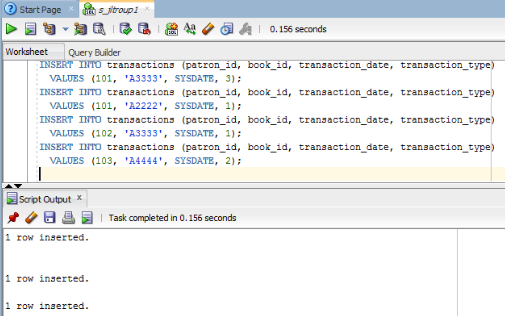 Start Page
s_jitroup1
0.156 seconds
Worksheet Query Builder
INSERT INTO transactions (patron_id, book_id, transaction_date, transaction_type)
VALUES (101, 'A3333', SYSDATE, 3);
INSERT INTO transactions (patron_id, book_id, transaction_date, transaction_type)
VALUES (101, 'A2222', SYSDATE, 1);
INSERT INTO transactions (patron_id, book_id, transaction_date, transaction_type)
VALUES (102, 'A3333', SYSDATE, 1);
INSERT INTO transactions (patron_id, book_id, transaction_date, transaction_type)
VALUES (103, 'A4444', SYSDATE, 2);
Script Output
Task completed in 0.156 seconds
1 row inserted.
1 row inserted.
1 row inserted.